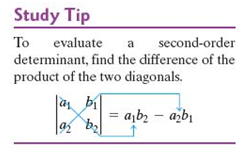 Study Tip
To evaluate a second-order
determinant, find the difference of the
product of the two diagonals.
|a₁ b₁|
|a₂ b₂| = a₁b₂ − a₂b₁